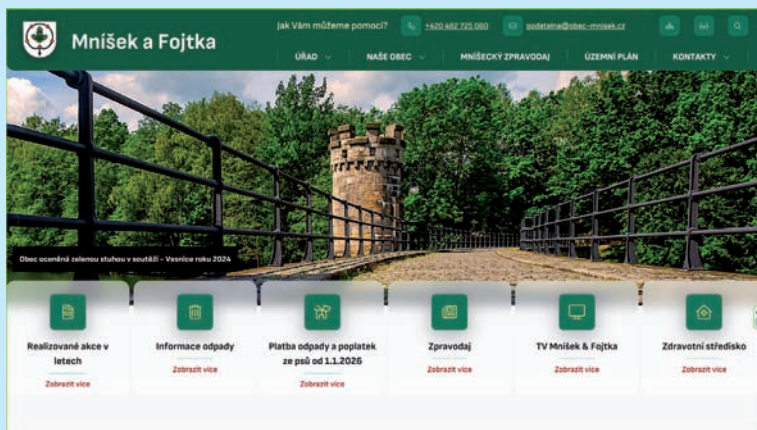 Mníšek a Fojtka
Jak Vám můžeme pomoci?
+420 482 725 080
podatelna@obec-mnisek.cz
ÚŘAD
NAŠE OBEC
MNÍŠECKÝ ZPRAVODAJ
ÚZEMNÍ PLÁN
KONTAKTY
Obec oceněná zelenou stuhou v soutěži - Vesnice roku 2024
Realizované akce v
letech
Zobrazit více
Informace odpady
Zobrazit více
Platba odpady a poplatek
ze psů od 1.1.2026
Zobrazit více
Zpravodaj
Zobrazit více
TV Mníšek & Fojtka
Zobrazit více
Zdravotní středisko
Zobrazit více